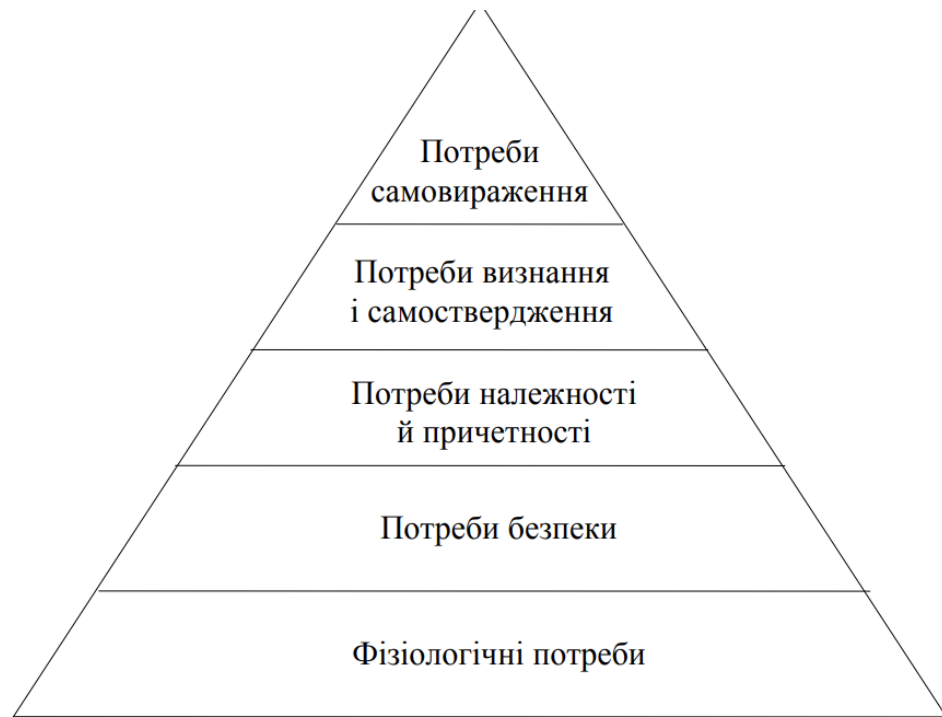 Потреби
самовираження
Потреби визнання
і самоствердження
Потреби належності
й причетності
Потреби безпеки
Фізіологічні потреби